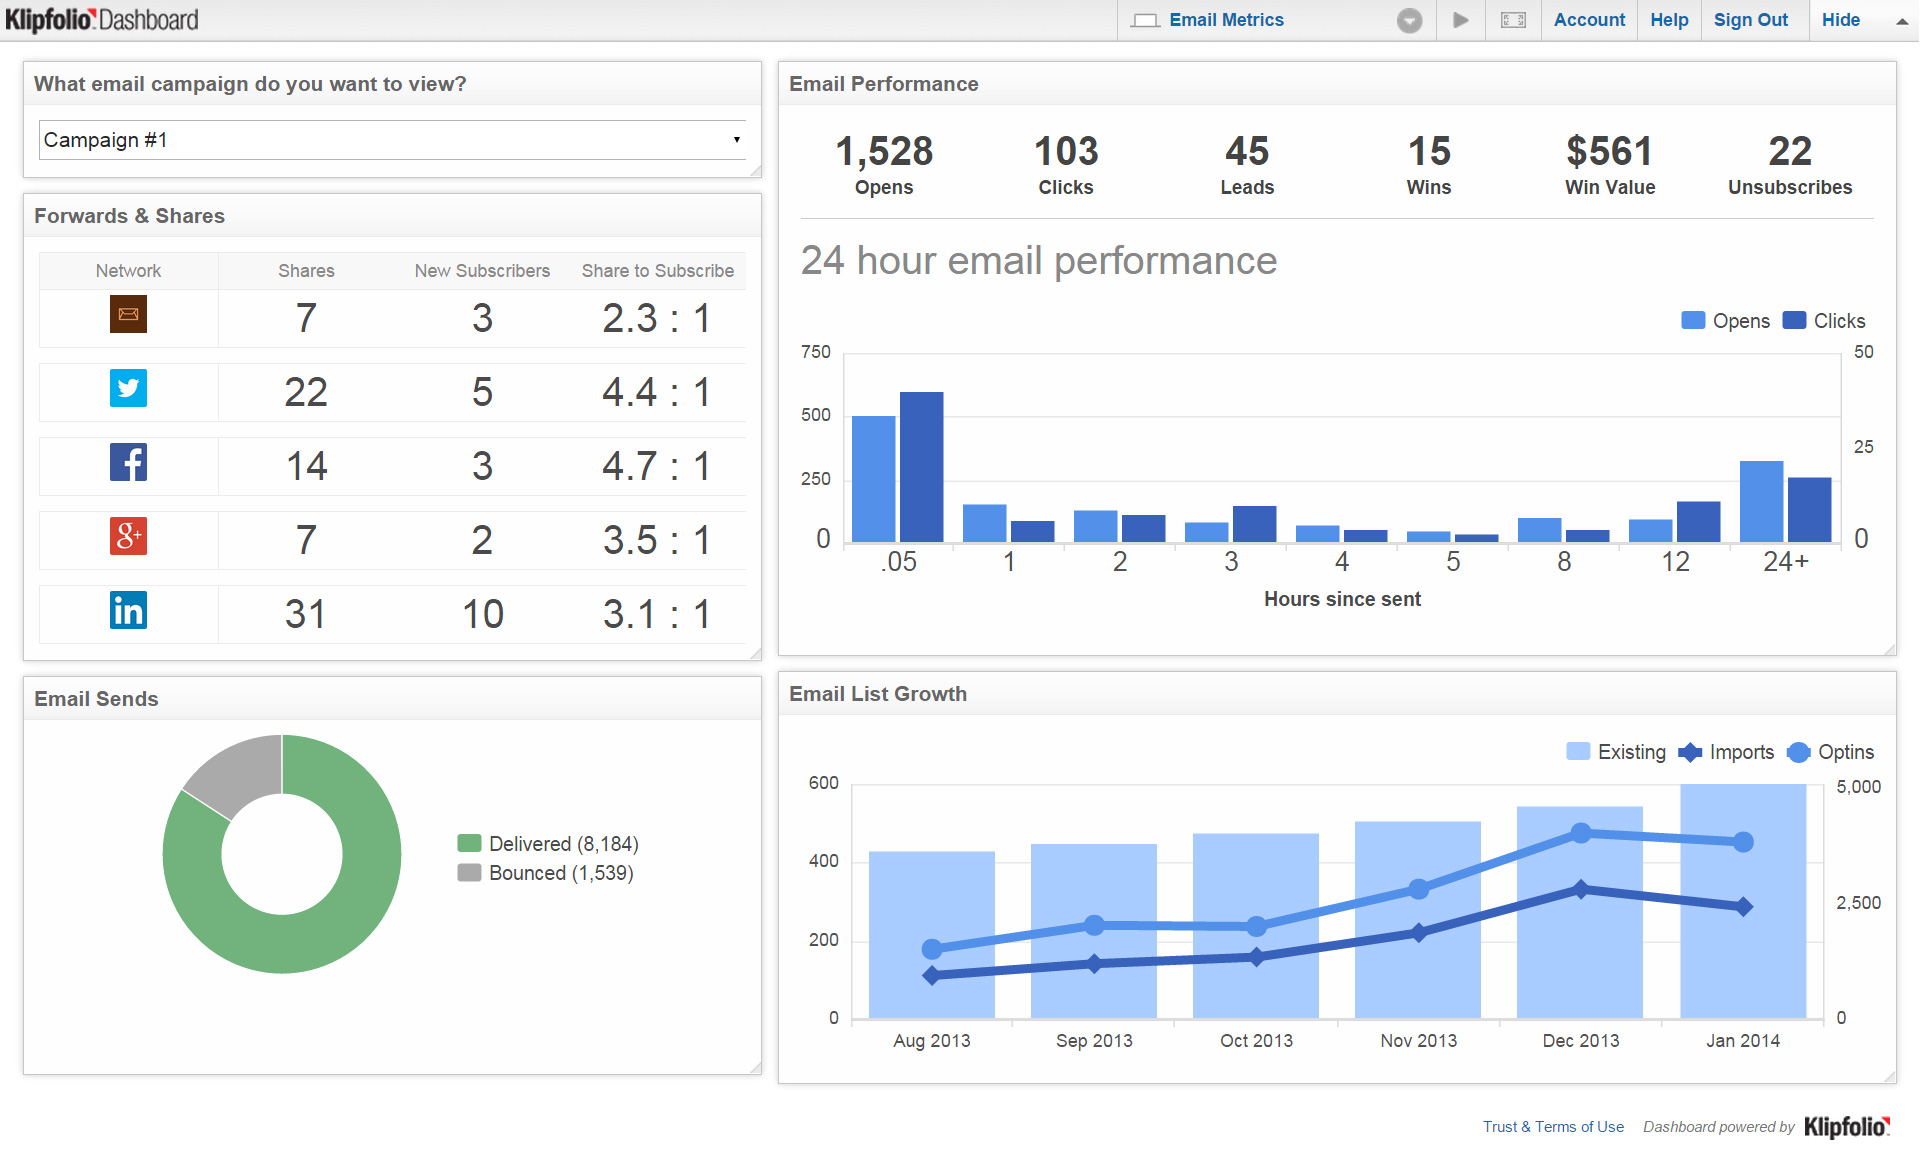 Klipfolio Dashboard
Email Metrics
Account
Help
Sign Out
Hide
What email campaign do you want to view?
Campaign #1
Forwards & Shares
Network Shares New Subscribers Share to Subscribe
7 3 2.3 : 1
22 5 4.4 : 1
f 14 3 4.7 : 1
g+ 7 2 3.5 : 1
in 31 10 3.1 : 1
Email Sends
Delivered (8,184)
Bounced (1,539)
Email Performance
1,528 103 45 15 $561 22
Opens Clicks Leads Wins Win Value Unsubscribes
24 hour email performance
Opens Clicks
750 50
500
25
250
0 0
.05 1 2 3 4 5 8 12 24+
Hours since sent
Email List Growth
Existing Imports Optins
600 5,000
400
2,500
200
0 0
Aug 2013 Sep 2013 Oct 2013 Nov 2013 Dec 2013 Jan 2014
Trust & Terms of Use Dashboard powered by Klipfolio